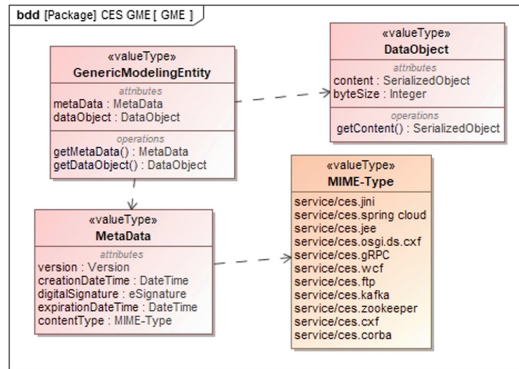 bdd [Package] CES GME [ GME ]
«valueType»
GenericModelingEntity
attributes
metaData : MetaData
dataObject : DataObject
operations
getMetaData() : MetaData
getDataObject() : DataObject
«valueType»
DataObject
attributes
content : SerializedObject
byteSize : Integer
operations
getContent() : SerializedObject
«valueType»
MetaData
attributes
version : Version
creationDateTime : DateTime
digitalSignature : eSignature
expirationDateTime : DateTime
contentType : MIME-Type
«valueType»
MIME-Type
service/ces.jini
service/ces.spring cloud
service/ces.jee
service/ces.osgi.ds.cxf
service/ces.gRPC
service/ces.wcf
service/ces.ftp
service/ces.kafka
service/ces.zookeeper
service/ces.cxf
service/ces.corba